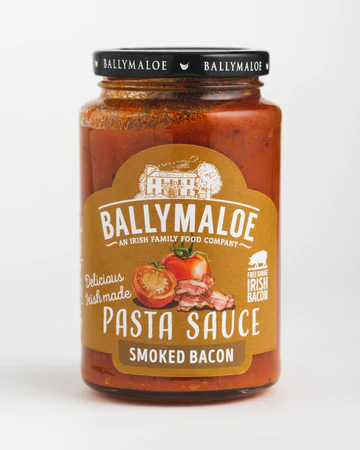 BALLYMALOE BALLYMALOE
BALLYMALOE
AN IRISH FAMILY FOOD COMPANY
Delicious
Irish made
FREE RANGE
IRISH
BACON
PASTA SAUCE
SMOKED BACON